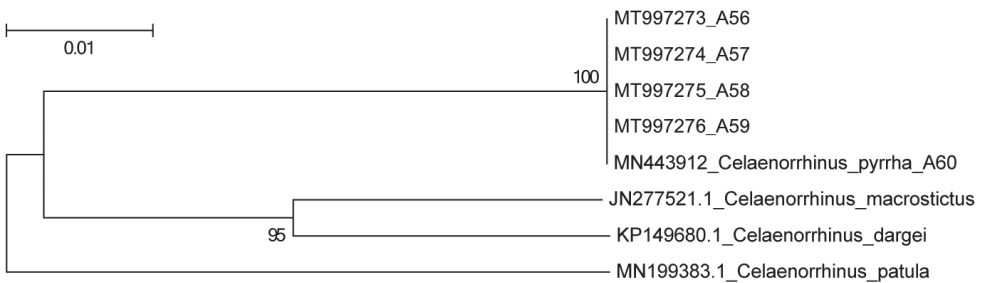 MT997273_A56
0.01
MT997274_A57
100
MT997275_A58
MT997276_A59
MN443912_Celaenorrhinus_pyrrha_A60
JN277521.1_Celaenorrhinus_macrostictus
95
KP149680.1_Celaenorrhinus_dargei
MN199383.1_Celaenorrhinus_patula